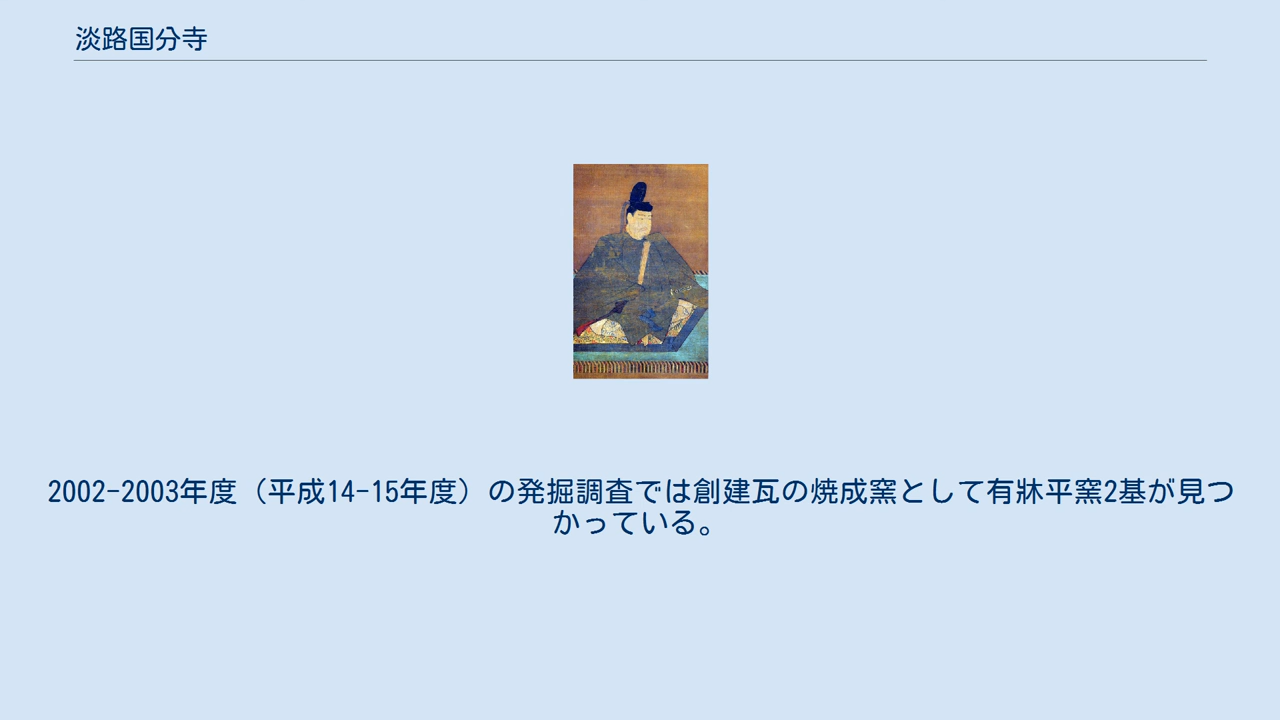 淡路国分寺
2002-2003年度（平成14-15年度）の発掘調査では創建瓦の焼成窯として有牀平窯2基が見つ
かっている。